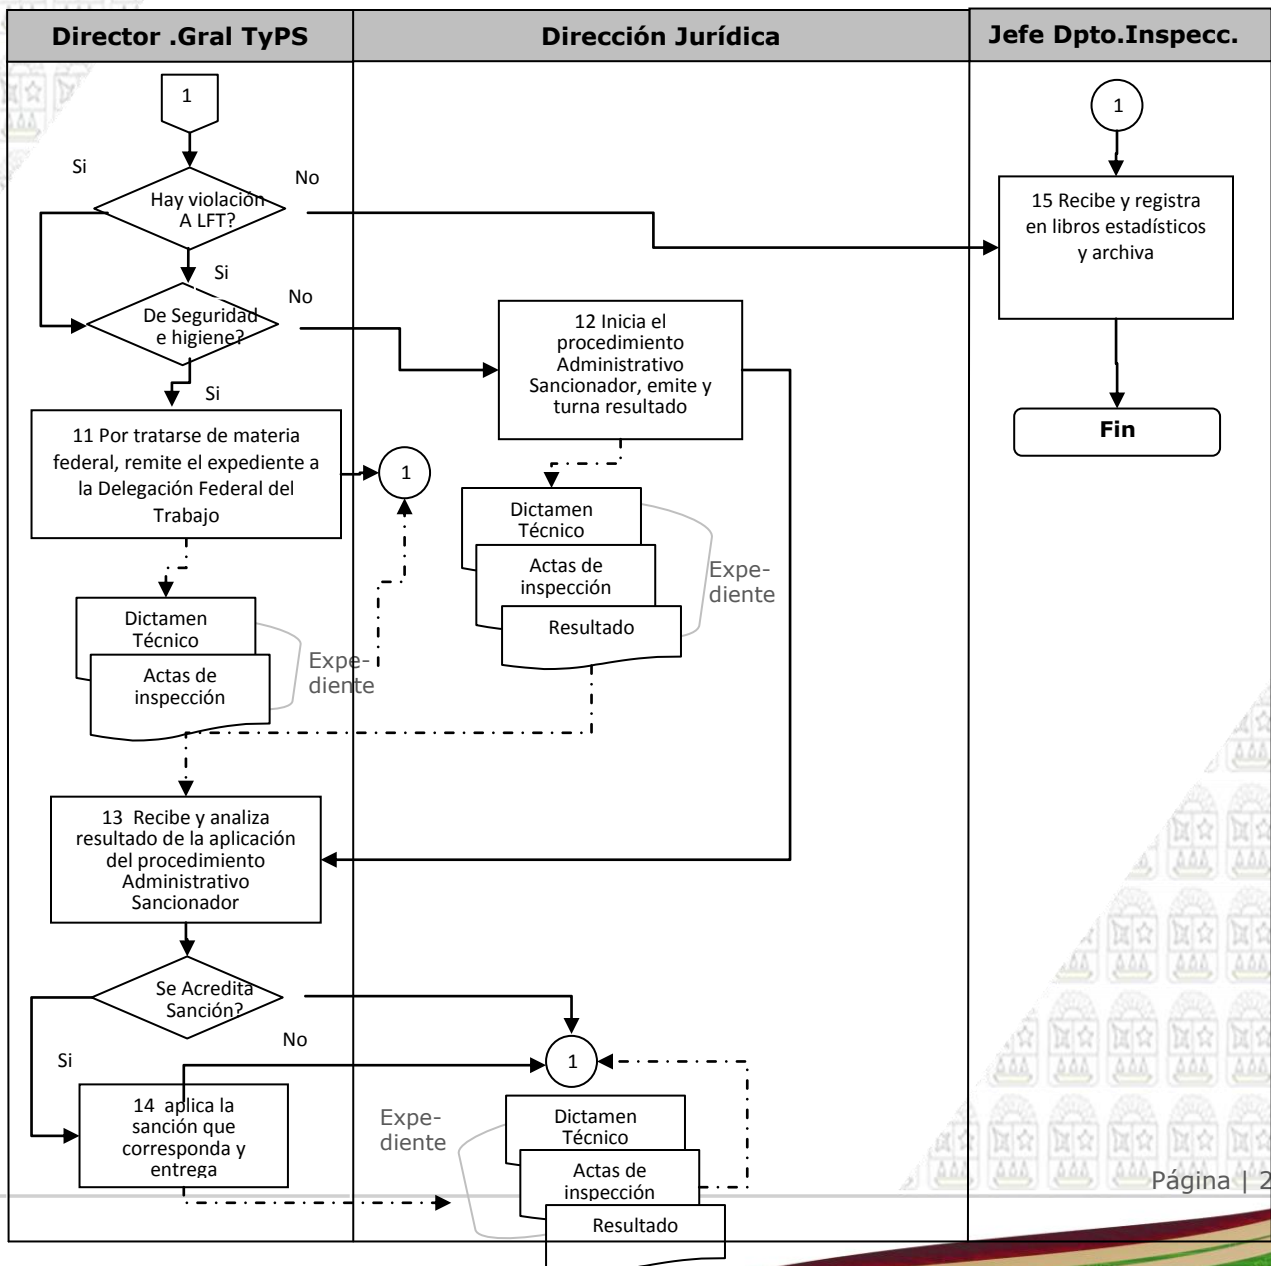 Director .Gral TyPS
Dirección Jurídica
Jefe Dpto.Inspecc.
1
Si
No
Hay violación
A LFT?
Si
No
De Seguridad
e higiene?
Si
11 Por tratarse de materia
federal, remite el expediente a
la Delegación Federal del
Trabajo
1
Dictamen
Técnico
Actas de
inspección
Expe-
diente
12 Inicia el
procedimiento
Administrativo
Sancionador, emite y
turna resultado
Dictamen
Técnico
Actas de
inspección
Resultado
Expe-
diente
1
15 Recibe y registra
en libros estadísticos
y archiva
Fin
13 Recibe y analiza
resultado de la aplicación
del procedimiento
Administrativo
Sancionador
Se Acredita
Sanción?
No
Si
1
14 aplica la
sanción que
corresponda y
entrega
Expe-
diente
Dictamen
Técnico
Actas de
inspección
Resultado
Página | 2